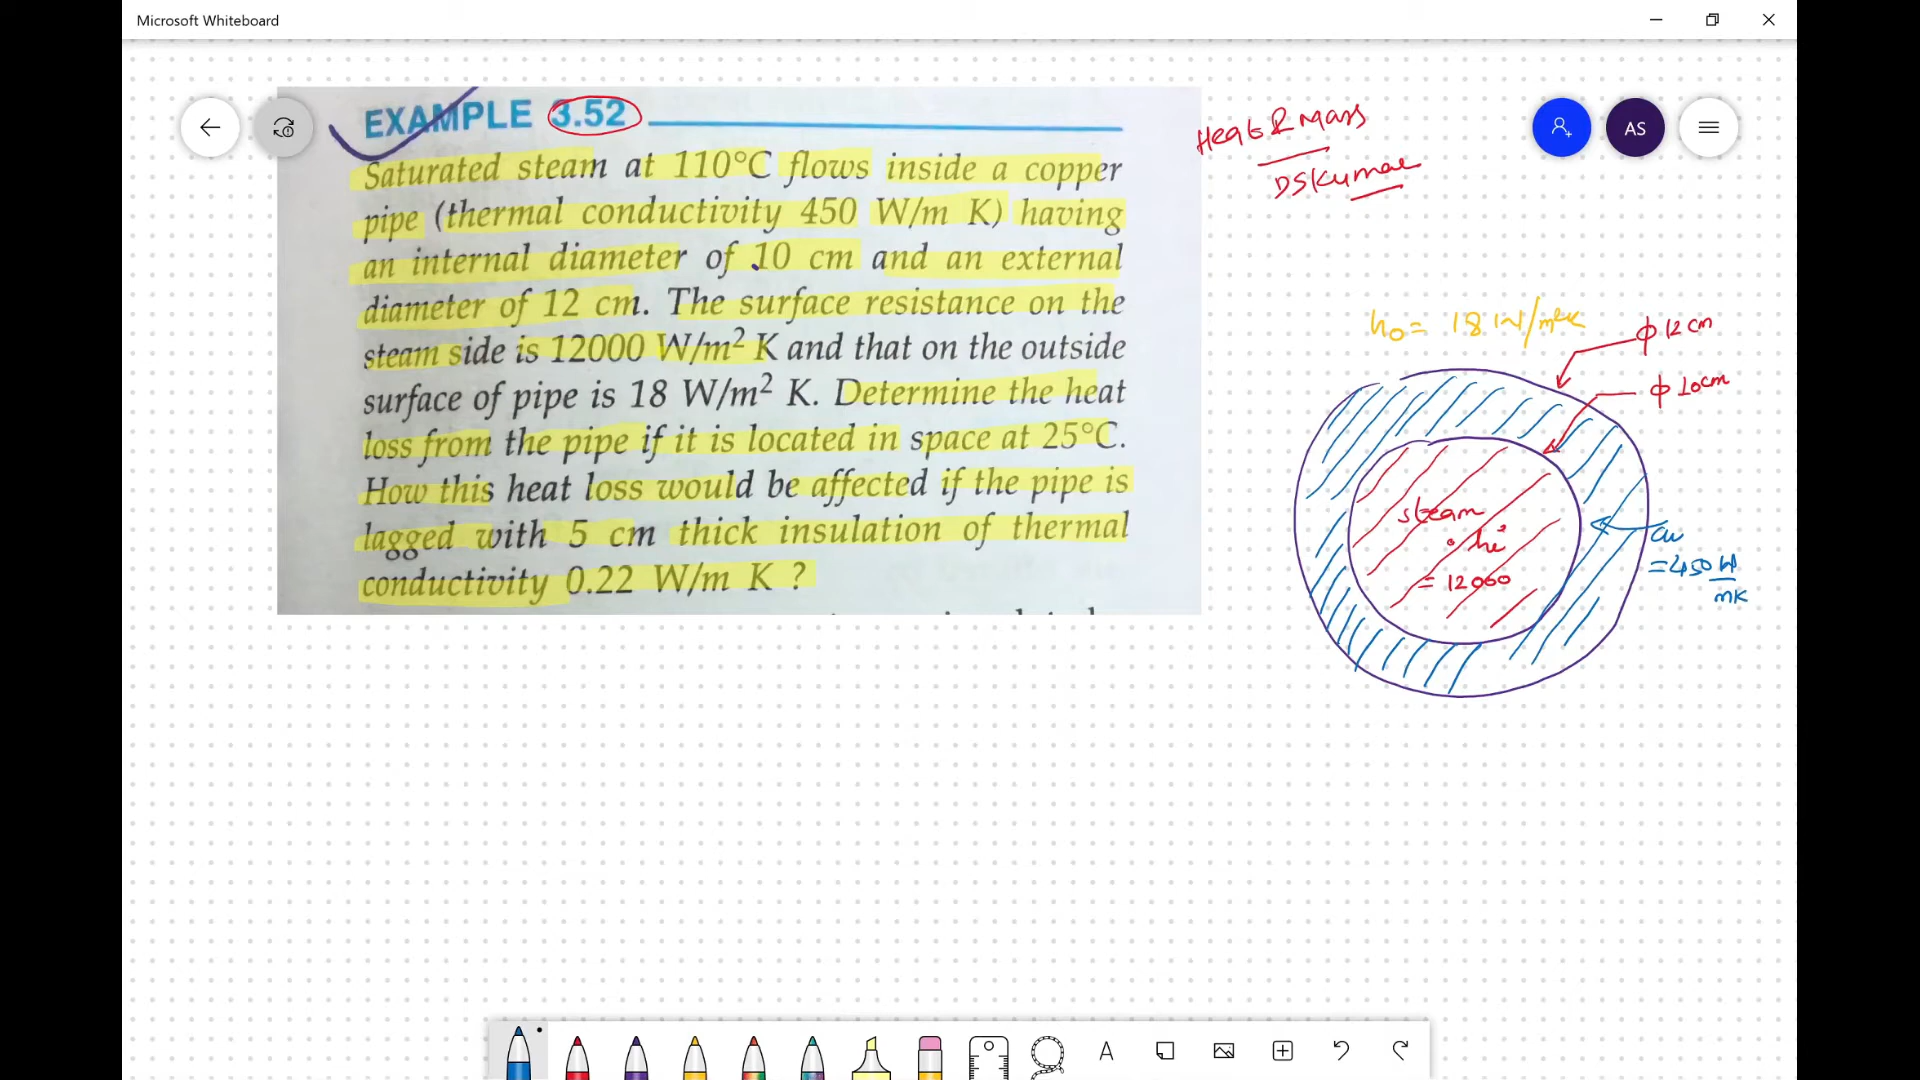 Microsoft Whiteboard
EXAMPLE 3.52
Saturated steam at 110°C flows inside a copper
pipe (thermal conductivity 450 W/m K) having
an internal diameter of 10 cm and an external
diameter of 12 cm. The surface resistance on the
steam side is 12000 W/m² K and that on the outside
surface of pipe is 18 W/m² K. Determine the heat
loss from the pipe if it is located in space at 25°C.
How this heat loss would be affected if the pipe is
lagged with 5 cm thick insulation of thermal
conductivity 0.22 W/m K ?
Heat & Mass
DS Kumar
AS
h₀ = 18 W/m²K
ϕ 12 cm
ϕ 10 cm
steam
hi
= 12000
Cu
= 450 W/mK
A